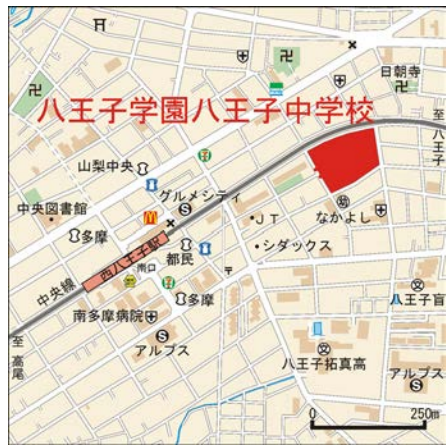 日朝寺
八王子学園八王子中学校
至八王子
山梨中央
グルメシティ
中央図書館
なかよし
JT
多摩
シダックス
西八王子駅
都民
南口
中央線
多摩
八王子盲
南多摩病院
至高尾
アルプス
八王子拓真高
アルプス
0 250m